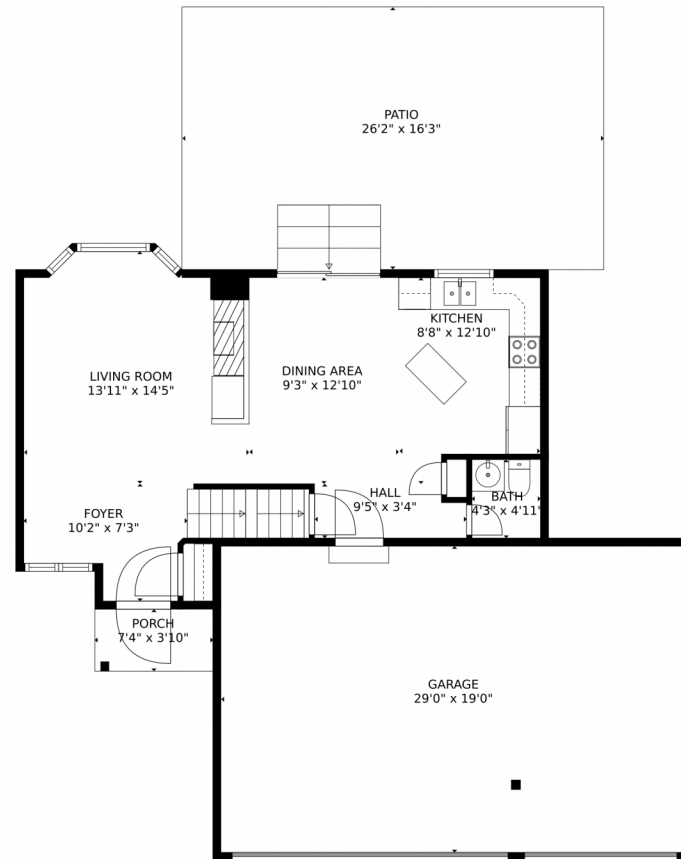 PATIO
26'2" x 16'3"
KITCHEN
8'8" x 12'10"
LIVING ROOM
13'11" x 14'5"
DINING AREA
9'3" x 12'10"
HALL
9'5" x 3'4"
BATH
4'3" x 4'11"
FOYER
10'2" x 7'3"
PORCH
7'4" x 3'10"
GARAGE
29'0" x 19'0"